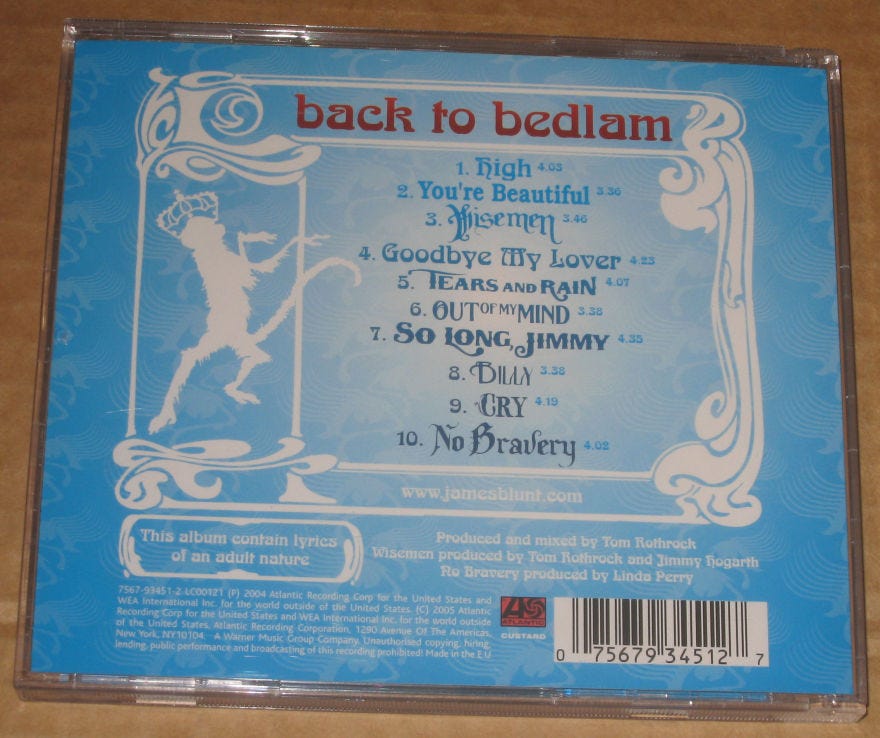 back to bedlam
1. High 4.03
2. You're Beautiful 3.36
3. Wisemen 3.46
4. Goodbye My Lover 4.23
5. TEARS AND RAIN 4.07
6. OUT OF MY MIND 3.38
7. SO LONG, JIMMY 4.35
8. BILLY 3.38
9. CRY 4.19
10. No Bravery 4.02
www.jamesblunt.com
This album contain lyrics
of an adult nature
Produced and mixed by Tom Rothrock
Wisemen produced by Tom Rothrock and Jimmy Hogarth
No Bravery produced by Linda Perry
7567-93451-2 LC00121 (P) 2004 Atlantic Recording Corp for the United States and
WEA International Inc. for the world outside of the United States. (C) 2005 Atlantic
Recording Corp for the United States and WEA International Inc. for the world outside
of the United States. Atlantic Recording Corporation, 1290 Avenue Of The Americas,
New York, NY10104. A Warner Music Group Company. Unauthorised copying, hiring,
lending, public performance and broadcasting of this recording prohibited! Made in the E.U
ATLANTIC
CUSTARD
0 75679 34512 7